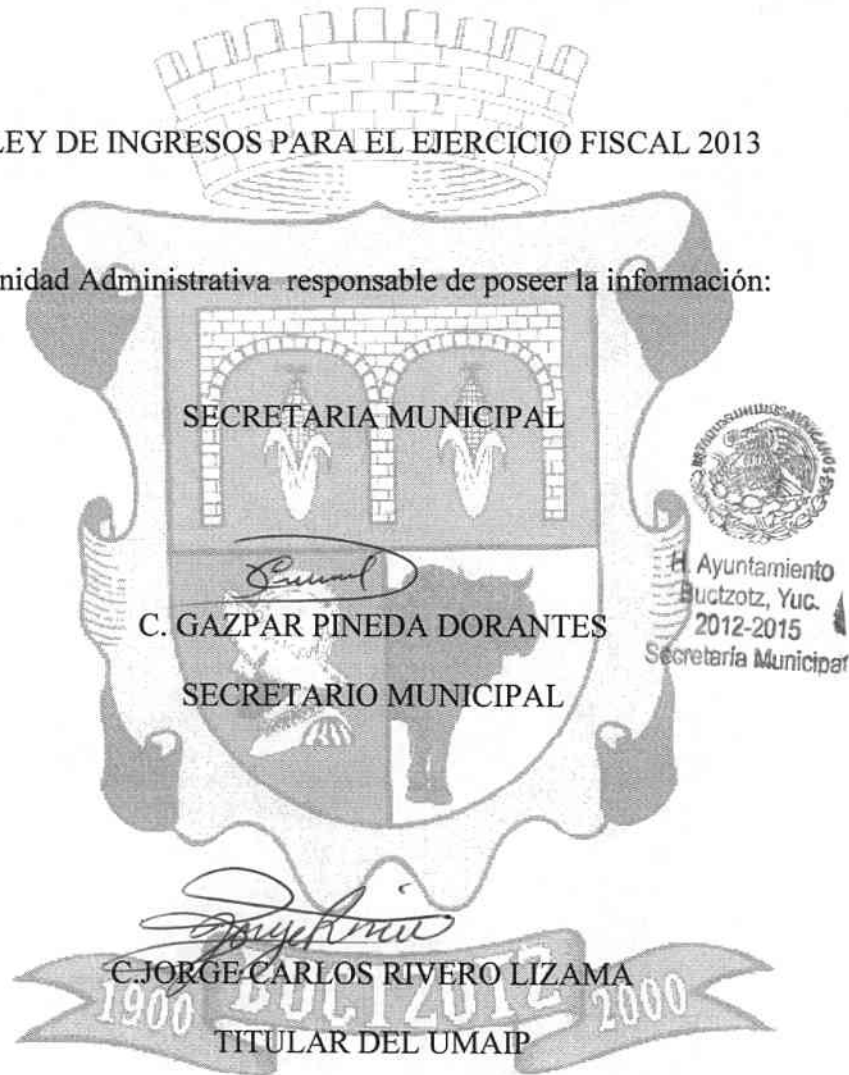 LEY DE INGRESOS PARA EL EJERCICIO FISCAL 2013
nidad Administrativa responsable de poseer la información:
SECRETARIA MUNICIPAL
H. Ayuntamiento
Buctzotz, Yuc.
2012-2015
Secretaría Municipal
C. GAZPAR PINEDA DORANTES
SECRETARIO MUNICIPAL
C.JORGE CARLOS RIVERO LIZAMA
1900 BUCTZOTZ 2000
TITULAR DEL UMAIP